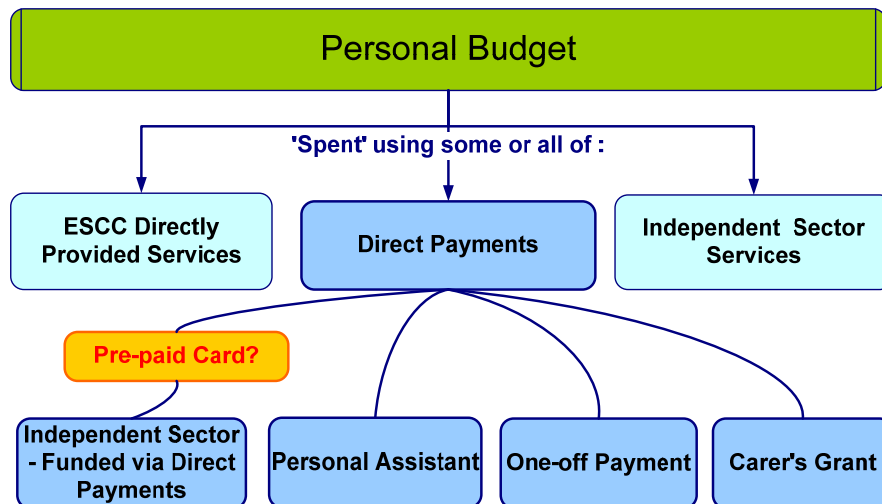 Personal Budget
'Spent' using some or all of :
ESCC Directly
Provided Services
Direct Payments
Independent Sector
Services
Pre-paid Card?
Independent Sector
- Funded via Direct
Payments
Personal Assistant
One-off Payment
Carer's Grant